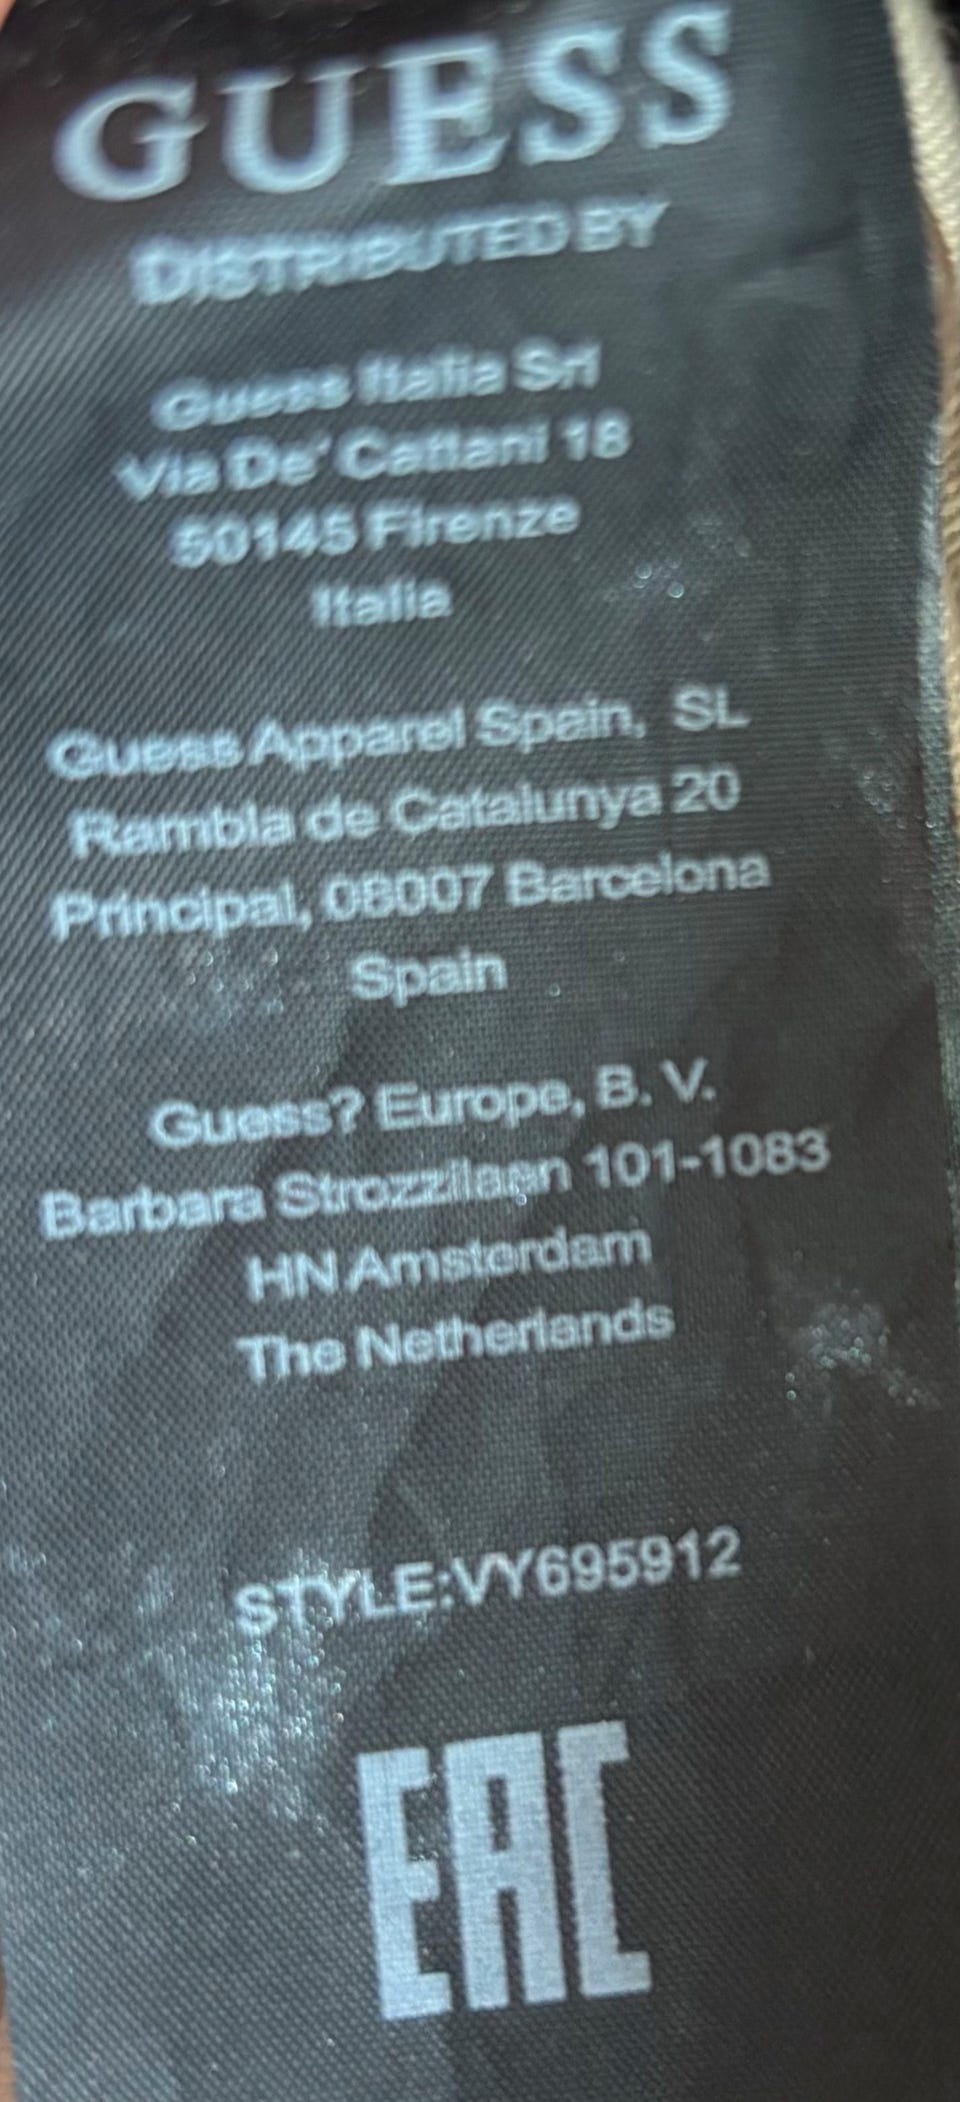 GUESS
DISTRIBUTED BY
Guess Italia Srl
Via De' Cattani 18
50145 Firenze
Italia
Guess Apparel Spain, SL
Rambla de Catalunya 20
Principal, 08007 Barcelona
Spain
Guess? Europe, B. V.
Barbara Strozzilaan 101-1083
HN Amsterdam
The Netherlands
STYLE:VY695912
EAC